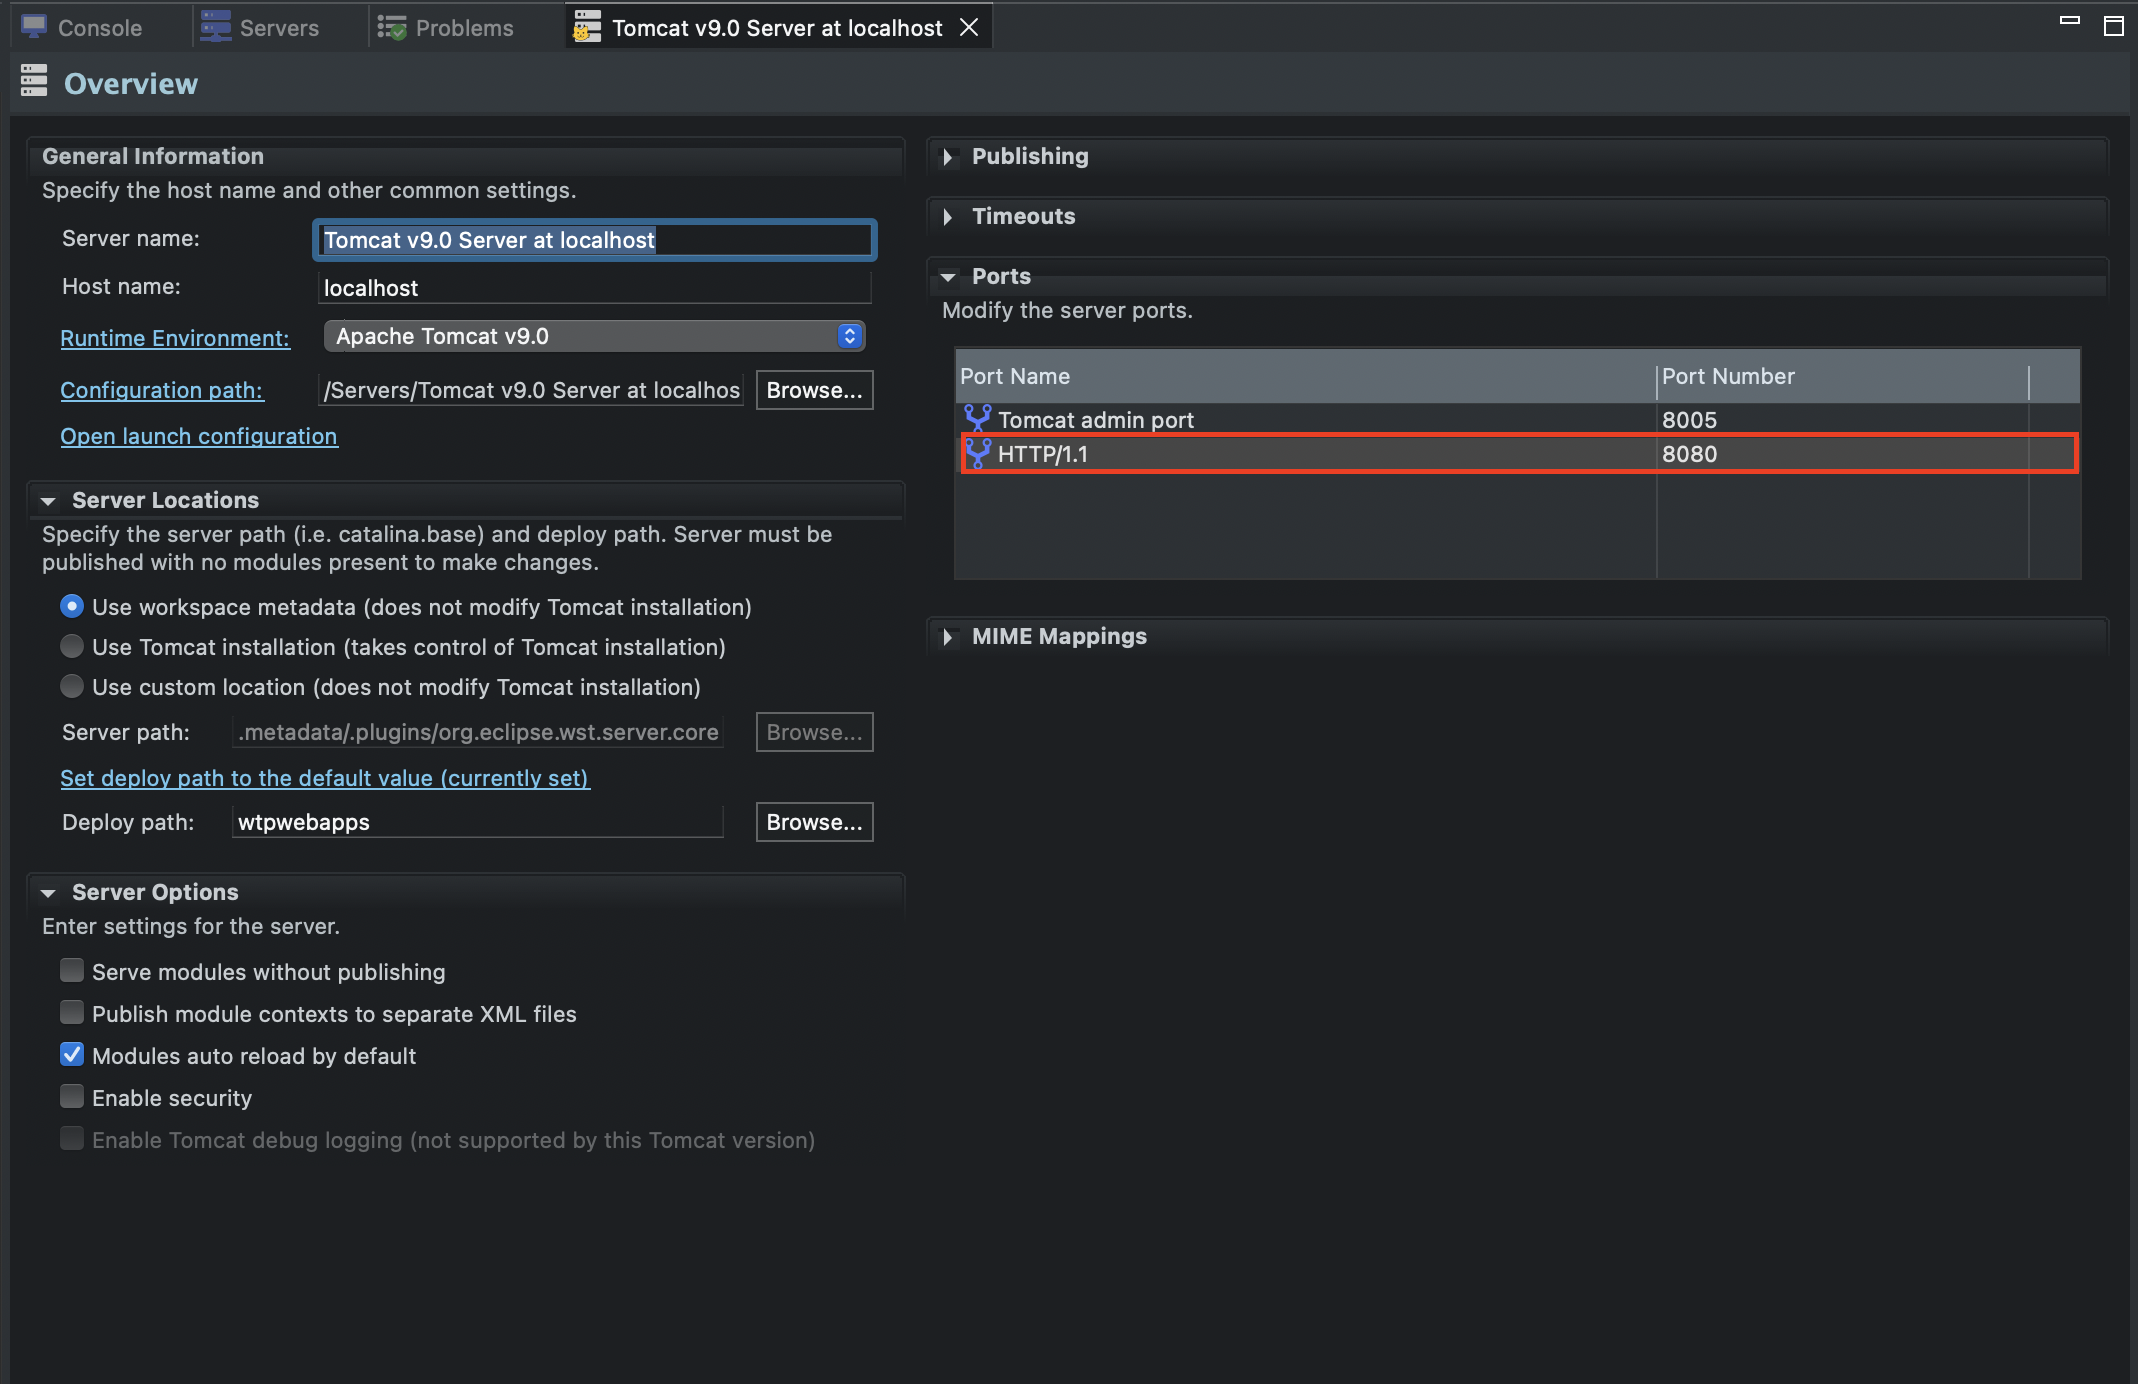 Console
Servers
Problems
Tomcat v9.0 Server at localhost
Overview
General Information
Specify the host name and other common settings.
Server name:
Tomcat v9.0 Server at localhost
Host name:
localhost
Runtime Environment:
Apache Tomcat v9.0
Configuration path:
/Servers/Tomcat v9.0 Server at localhos
Browse...
Open launch configuration
Server Locations
Specify the server path (i.e. catalina.base) and deploy path. Server must be
published with no modules present to make changes.
Use workspace metadata (does not modify Tomcat installation)
Use Tomcat installation (takes control of Tomcat installation)
Use custom location (does not modify Tomcat installation)
Server path:
.metadata/.plugins/org.eclipse.wst.server.core
Browse...
Set deploy path to the default value (currently set)
Deploy path:
wtpwebapps
Browse...
Server Options
Enter settings for the server.
Serve modules without publishing
Publish module contexts to separate XML files
Modules auto reload by default
Enable security
Enable Tomcat debug logging (not supported by this Tomcat version)
Publishing
Timeouts
Ports
Modify the server ports.
Port Name
Port Number
Tomcat admin port
8005
HTTP/1.1
8080
MIME Mappings